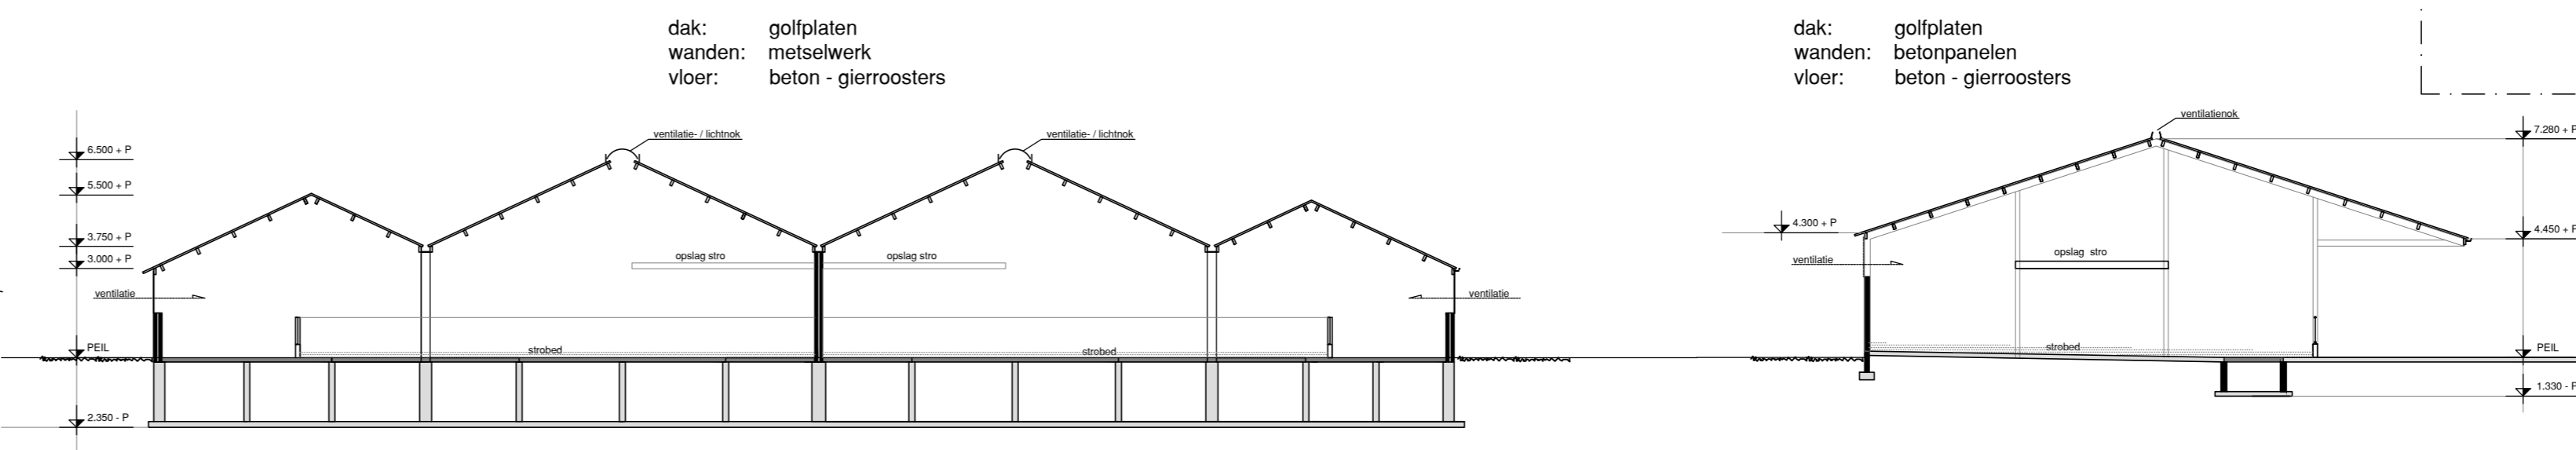 dak: golfplaten
wanden: metselwerk
vloer: beton - gierroosters
dak: golfplaten
wanden: betonpanelen
vloer: beton - gierroosters
ventilatie- / lichtnok
ventilatie- / lichtnok
ventilatienok
6.500 + P
5.500 + P
3.750 + P
3.000 + P
ventilatie
PEIL
2.350 - P
opslag stro
opslag stro
strobed
strobed
ventilatie
4.300 + P
ventilatie
opslag stro
strobed
7.280 + P
4.450 + P
PEIL
1.330 - P